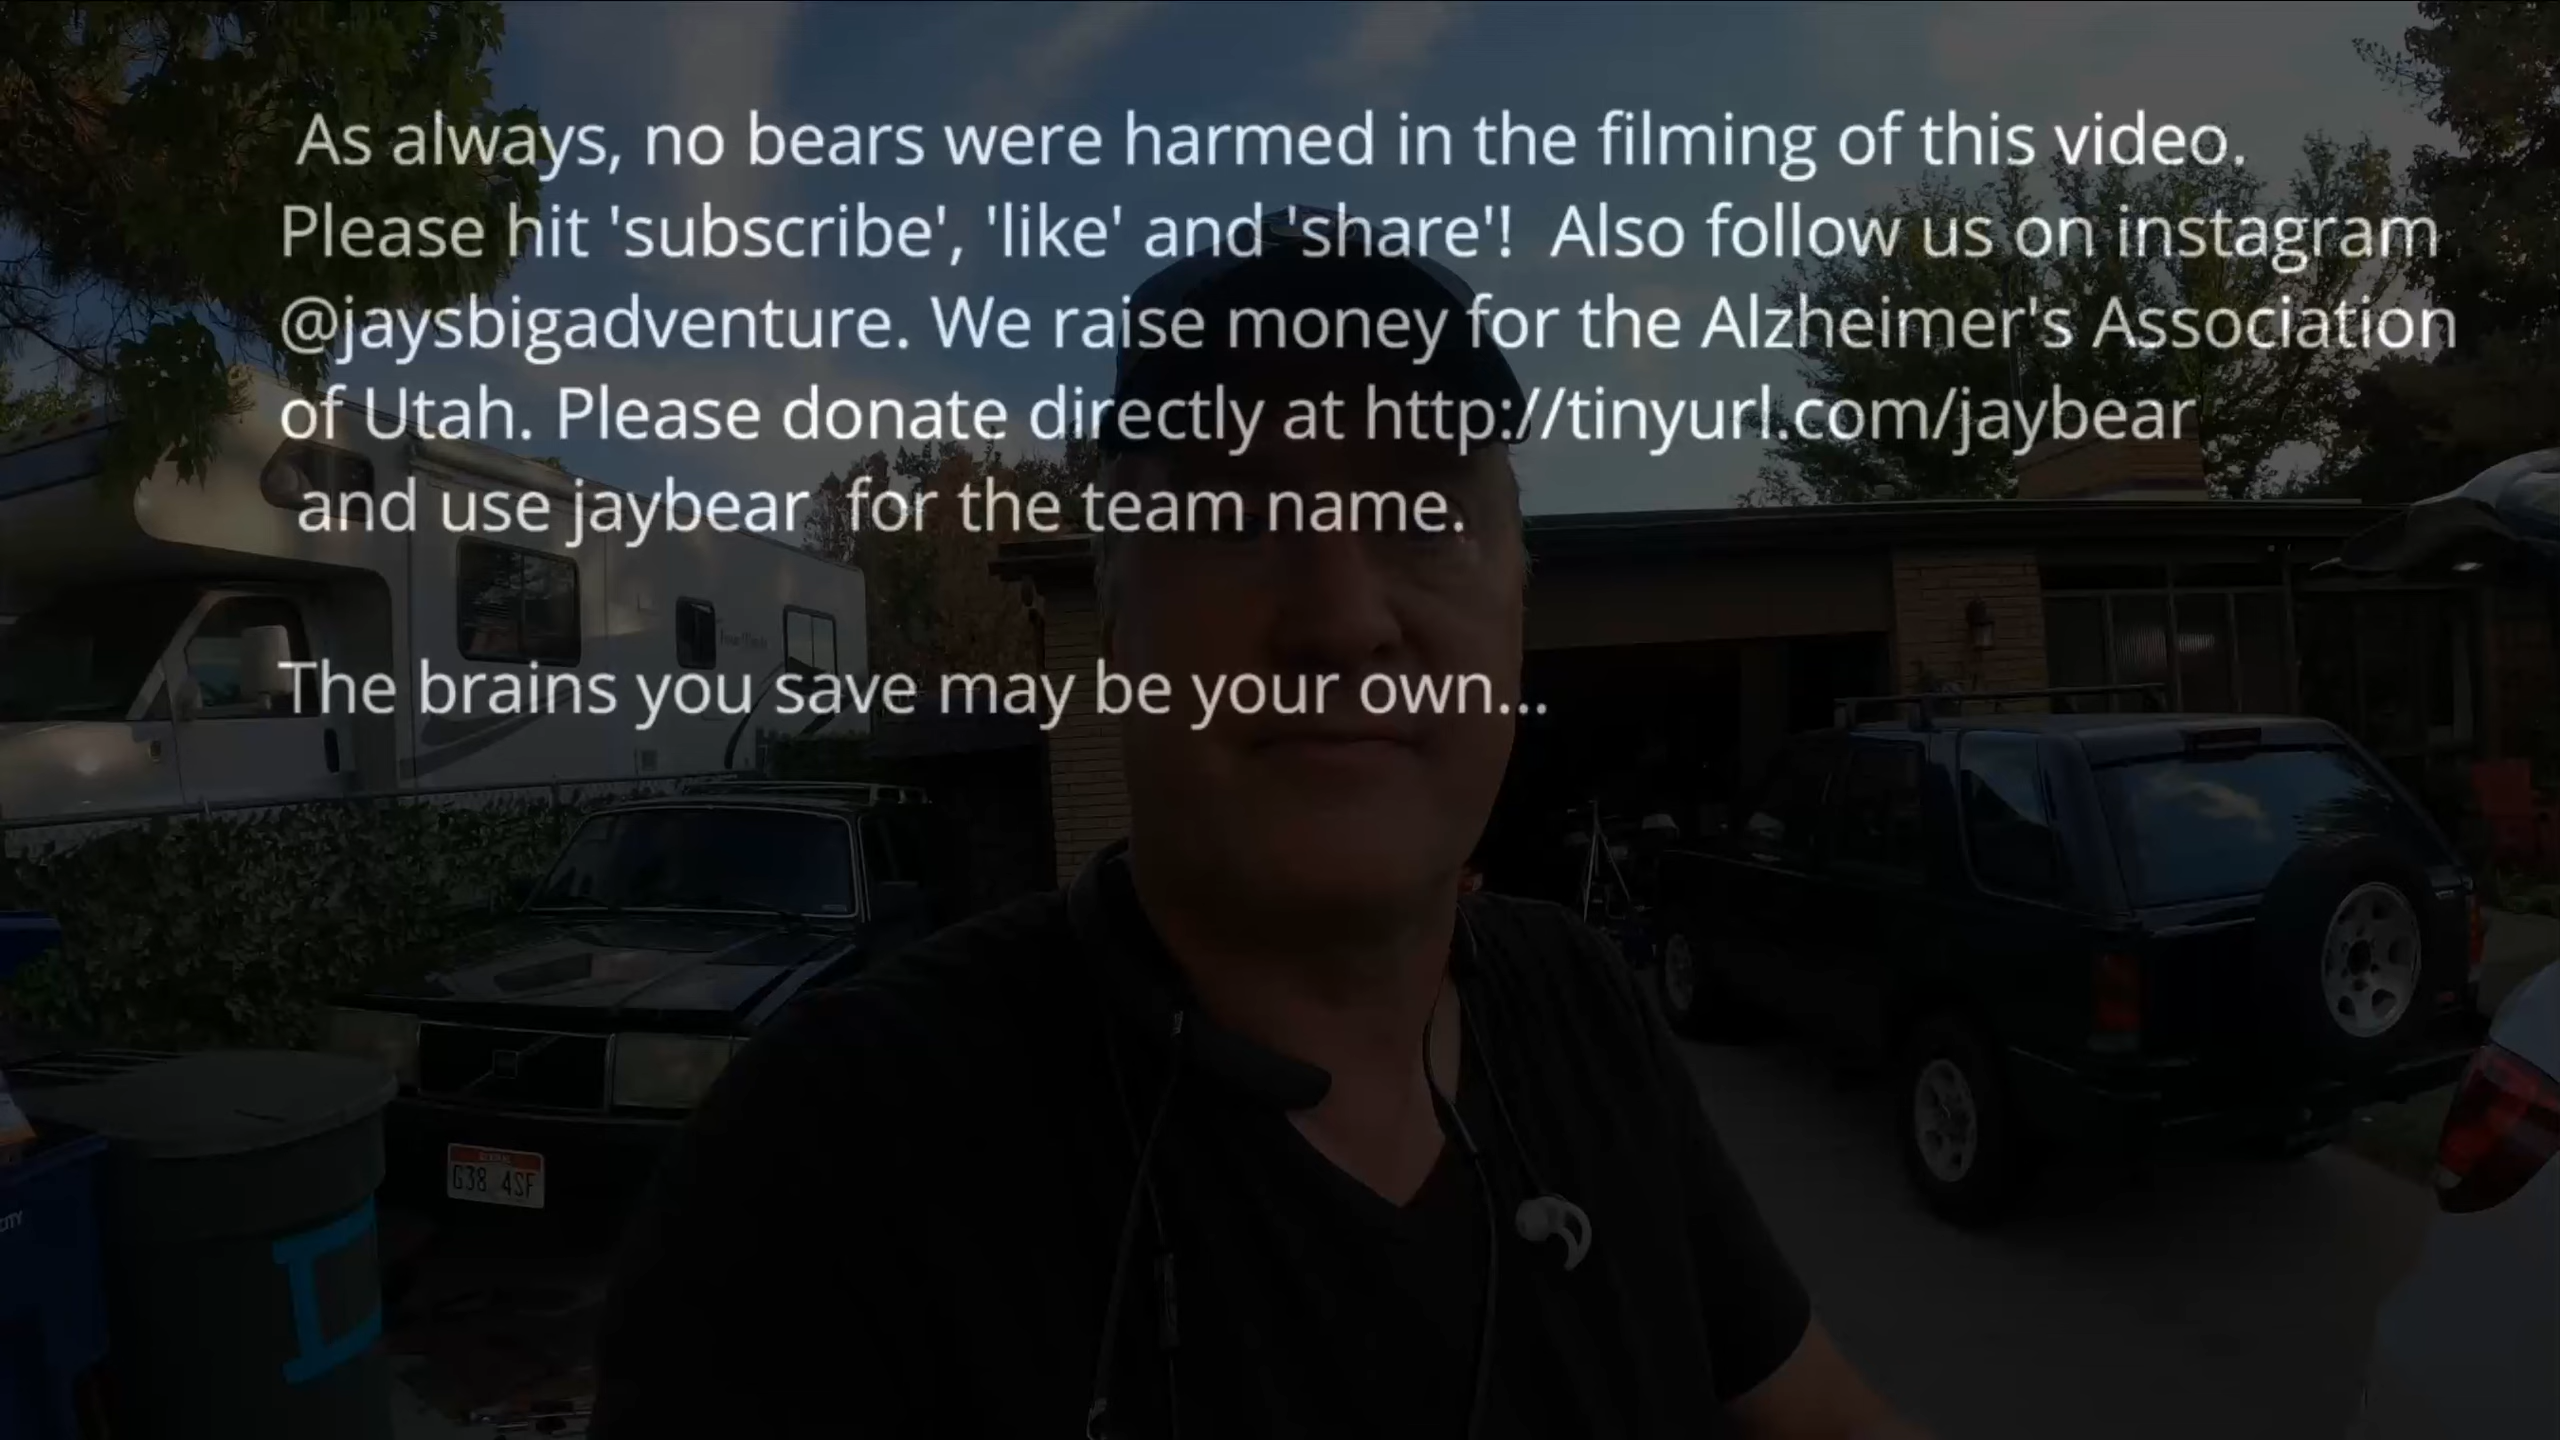 As always, no bears were harmed in the filming of this video.
Please hit 'subscribe', 'like' and 'share'!  Also follow us on instagram
@jaysbigadventure. We raise money for the Alzheimer's Association
of Utah. Please donate directly at http://tinyurl.com/jaybear
and use jaybear  for the team name.
The brains you save may be your own...
G38 4SF
CITY